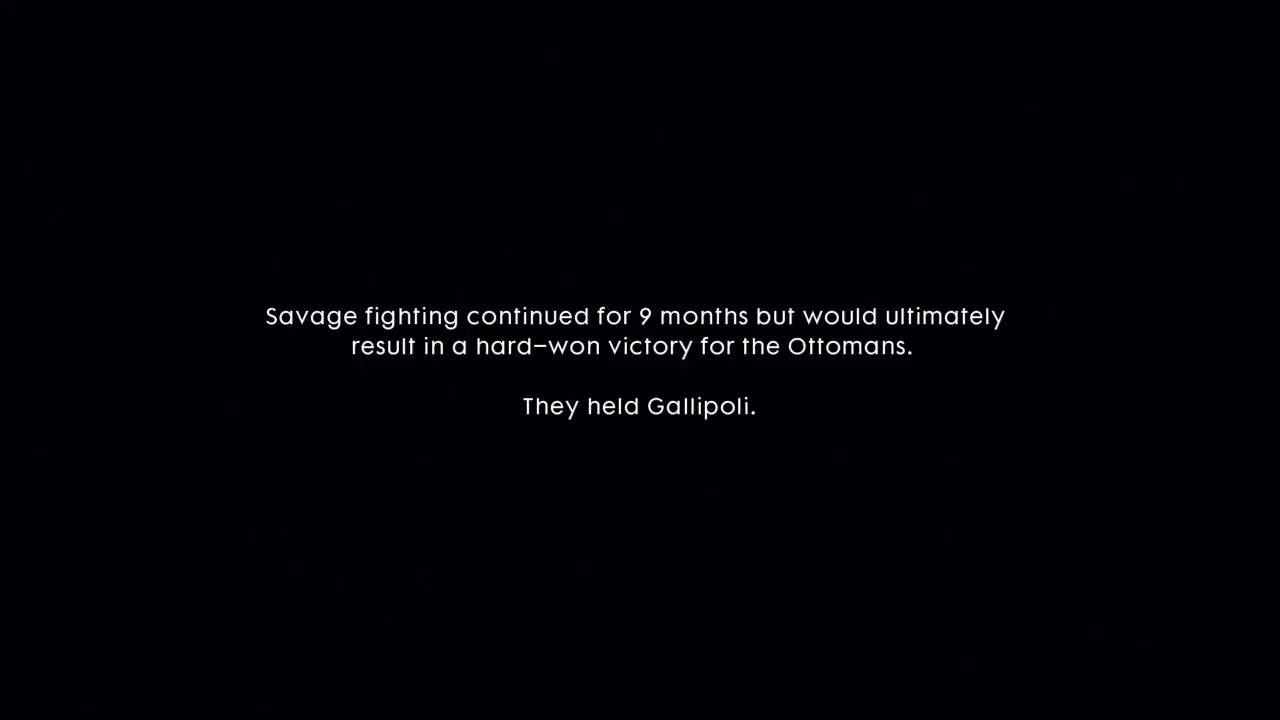 Savage fighting continued for 9 months but would ultimately
result in a hard–won victory for the Ottomans.
They held Gallipoli.